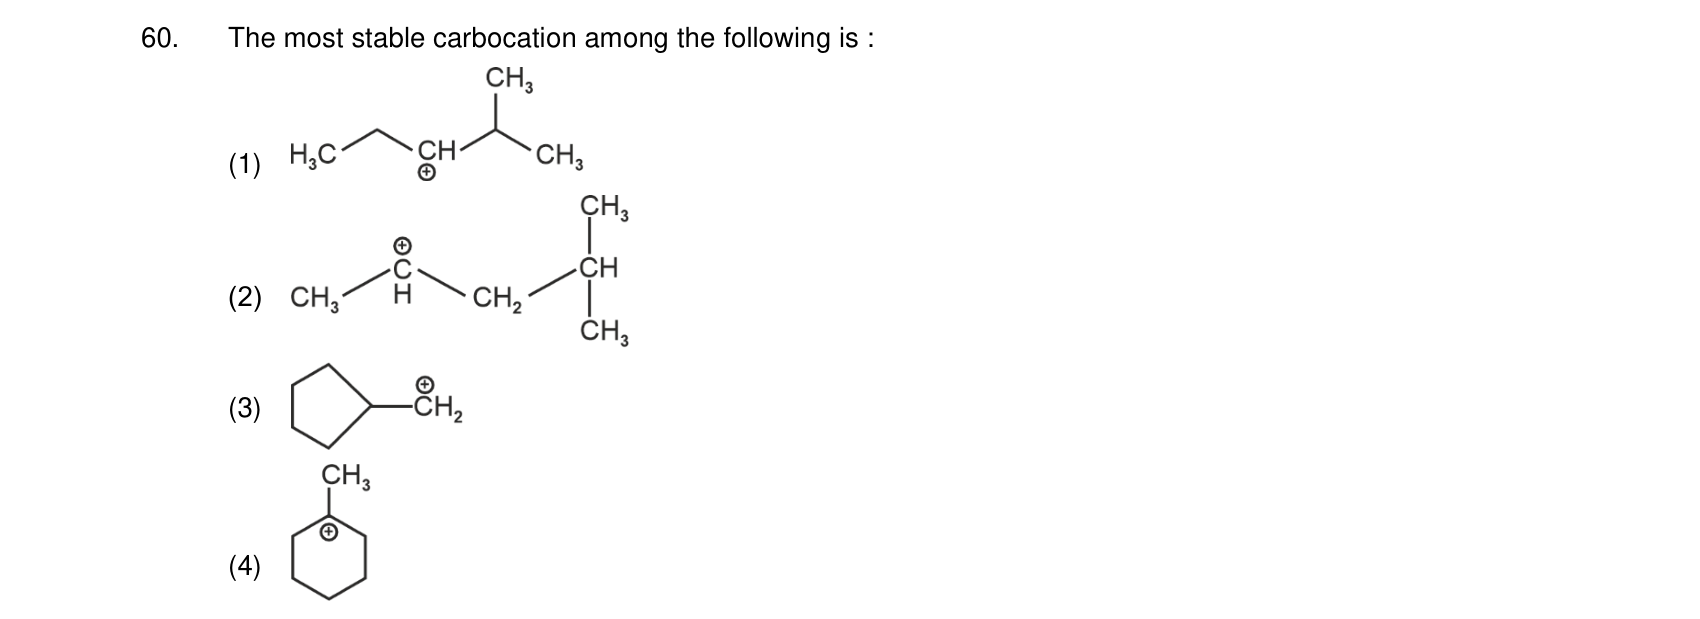 60. The most stable carbocation among the following is :
CH₃
(1) H₃C CH CH₃
⊕
CH₃
⊕
C CH
(2) CH₃ H CH₂
CH₃
⊕
(3) CH₂
CH₃
⊕
(4)